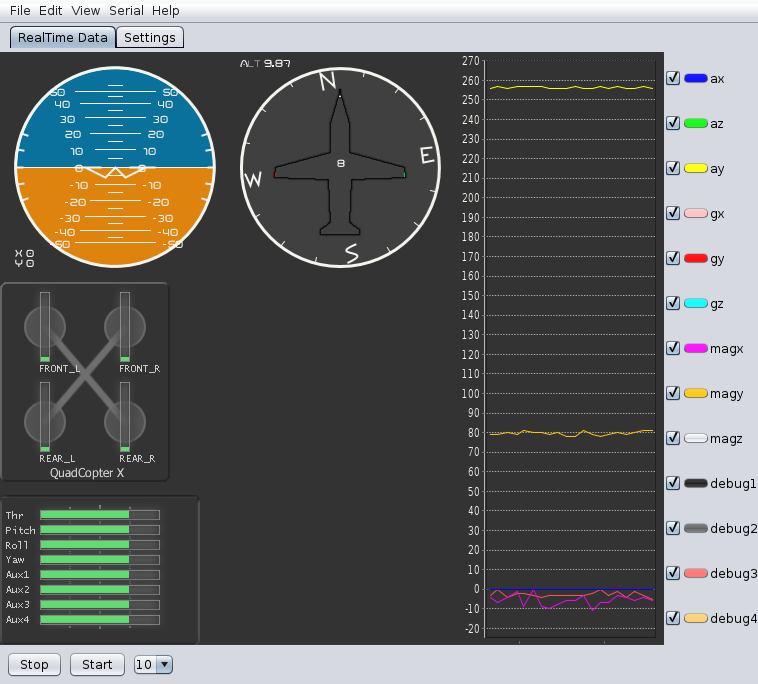 File Edit View Serial Help
RealTime Data Settings
ALT 9.87
50 50
40 40
30 30
20 20
10 10
0 0
-10 -10
-20 -20
-30 -30
-40 -40
-50 -50
X 0
Y 0
N
W
8
E
S
FRONT_L FRONT_R
REAR_L REAR_R
QuadCopter X
Thr
Pitch
Roll
Yaw
Aux1
Aux2
Aux3
Aux4
270
260
250
240
230
220
210
200
190
180
170
160
150
140
130
120
110
100
90
80
70
60
50
40
30
20
10
0
-10
-20
ax
az
ay
gx
gy
gz
magx
magy
magz
debug1
debug2
debug3
debug4
Stop Start 10